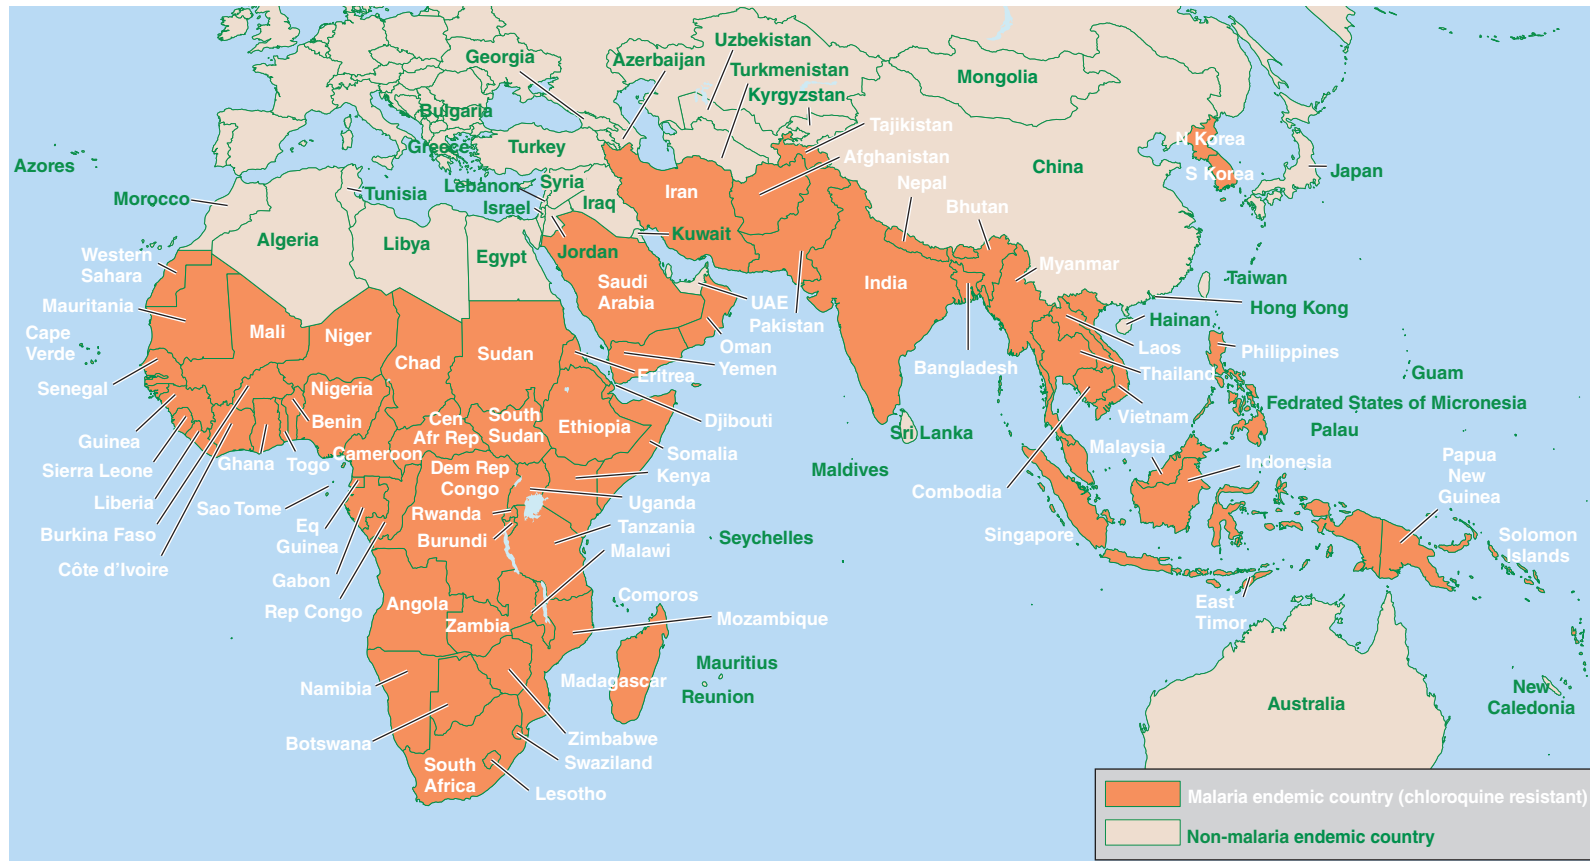 Uzbekistan
Georgia
Azerbaijan
Turkmenistan
Mongolia
Kyrgyzstan
Bulgaria
Tajikistan
N Korea
Greece
Turkey
Afghanistan
Azores
China
S Korea
Japan
Lebanon
Syria
Iran
Nepal
Morocco
Tunisia
Israel
Iraq
Bhutan
Algeria
Libya
Egypt
Jordan
Kuwait
Western
Sahara
Myanmar
Taiwan
Saudi
Arabia
India
Mauritania
UAE
Hong Kong
Cape
Verde
Mali
Niger
Pakistan
Hainan
Oman
Laos
Philippines
Chad
Sudan
Yemen
Bangladesh
Thailand
Guam
Senegal
Nigeria
Eritrea
Fedrated States of Micronesia
Benin
Cen
Afr Rep
South
Sudan
Ethiopia
Djibouti
Vietnam
Palau
Guinea
Sri Lanka
Cameroon
Somalia
Malaysia
Indonesia
Papua
New
Guinea
Sierra Leone
Ghana
Togo
Dem Rep
Congo
Kenya
Maldives
Combodia
Liberia
Sao Tome
Uganda
Rwanda
Burkina Faso
Eq
Guinea
Burundi
Tanzania
Seychelles
Singapore
Solomon
Islands
Côte d’Ivoire
Gabon
Malawi
Rep Congo
Angola
Comoros
East
Timor
Zambia
Mozambique
Mauritius
Namibia
Madagascar
Reunion
Australia
New
Caledonia
Botswana
Zimbabwe
Swaziland
South
Africa
Lesotho
Malaria endemic country (chloroquine resistant)
Non-malaria endemic country